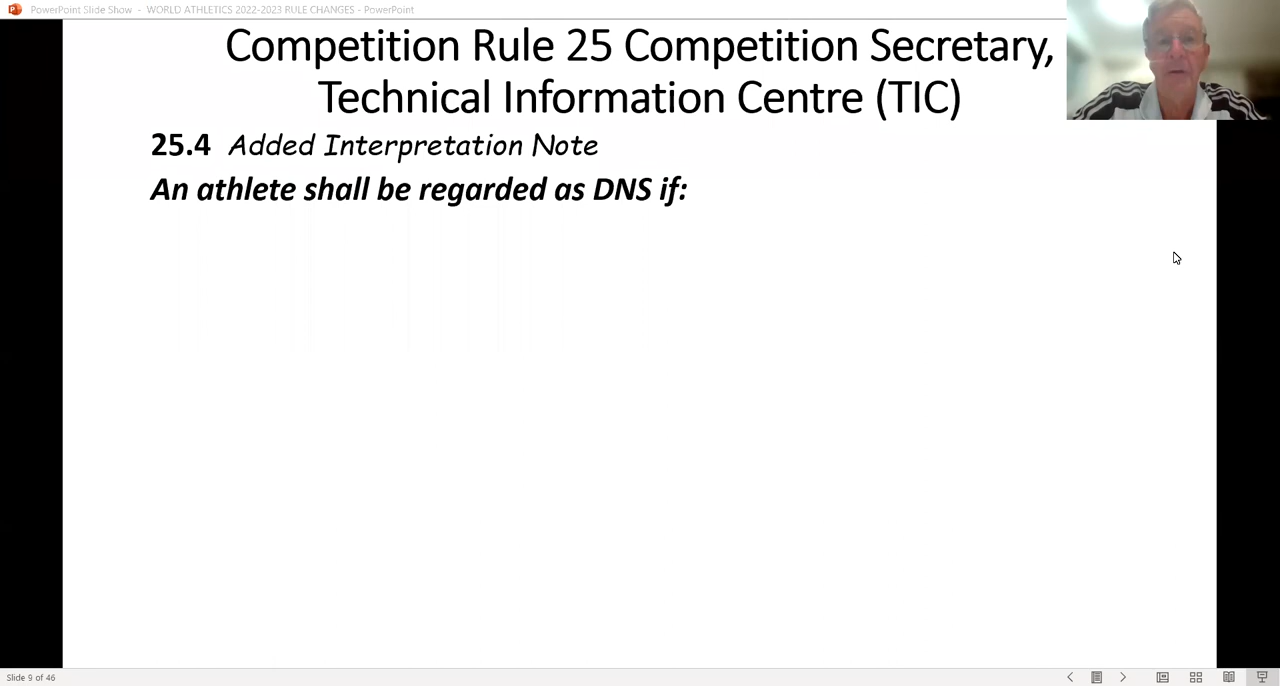 PowerPoint Slide Show - WORLD ATHLETICS 2022-2023 RULE CHANGES - PowerPoint
Competition Rule 25 Competition Secretary,
Technical Information Centre (TIC)
25.4 Added Interpretation Note
An athlete shall be regarded as DNS if:
Slide 9 of 46